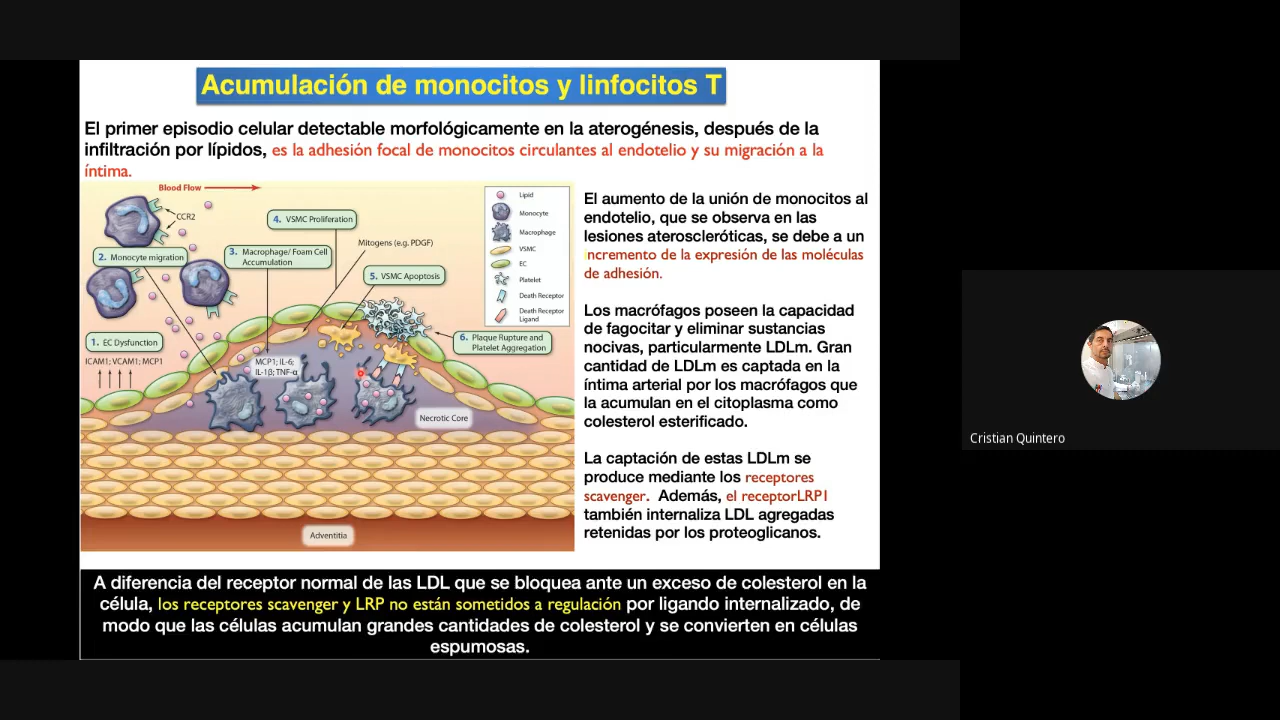 Acumulación de monocitos y linfocitos T
El primer episodio celular detectable morfológicamente en la aterogénesis, después de la
infiltración por lípidos, es la adhesión focal de monocitos circulantes al endotelio y su migración a la
íntima.
Blood Flow
CCR2
4. VSMC Proliferation
2. Monocyte migration
3. Macrophage/ Foam Cell
Accumulation
Mitogens (e.g. PDGF)
5. VSMC Apoptosis
Lipid
Monocyte
Macrophage
VSMC
EC
Platelet
Death Receptor
Death Receptor
Ligand
1. EC Dysfunction
ICAM1; VCAM1; MCP1
6. Plaque Rupture and
Platelet Aggregation
MCP1; IL-6;
IL-1β; TNF-α
Necrotic Core
Adventitia
El aumento de la unión de monocitos al
endotelio, que se observa en las
lesiones ateroscleróticas, se debe a un
incremento de la expresión de las moléculas
de adhesión.
Los macrófagos poseen la capacidad
de fagocitar y eliminar sustancias
nocivas, particularmente LDLm. Gran
cantidad de LDLm es captada en la
íntima arterial por los macrófagos que
la acumulan en el citoplasma como
colesterol esterificado.
La captación de estas LDLm se
produce mediante los receptores
scavenger. Además, el receptorLRP1
también internaliza LDL agregadas
retenidas por los proteoglicanos.
A diferencia del receptor normal de las LDL que se bloquea ante un exceso de colesterol en la
célula, los receptores scavenger y LRP no están sometidos a regulación por ligando internalizado, de
modo que las células acumulan grandes cantidades de colesterol y se convierten en células
espumosas.
Cristian Quintero